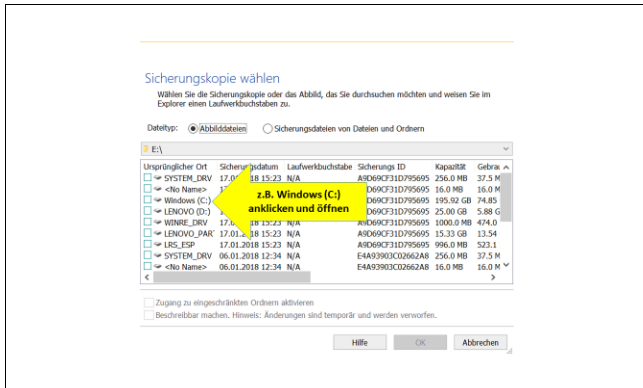 Sicherungskopie wählen
Wählen Sie die Sicherungskopie oder das Abbild, das Sie durchsuchen möchten und weisen Sie im
Explorer einen Laufwerkbuchstaben zu.
Dateityp: Abbilddateien Sicherungsdateien von Dateien und Ordnern
E:\
Ursprünglicher Ort Sicherungsdatum Laufwerkbuchstabe Sicherungs ID Kapazität
SYSTEM_DRV 17.01.2018 15:23 N/A A9D69CF31D795695 256.0 MB 37.5 M
<No Name> A9D69CF31D795695 16.0 MB 16.0 M
Windows (C:) A9D69CF31D795695 195.92 GB 74.85
LENOVO (D:) A9D69CF31D795695 25.00 GB 5.88 G
WINRE_DRV 17.01.2018 15:23 N/A A9D69CF31D795695 1000.0 MB 474.0
LENOVO_PAR 15:23 N/A A9D69CF31D795695 15.33 GB 13.54
LRS_ESP 17.01.2018 15:23 N/A A9D69CF31D795695 996.0 MB 523.1
SYSTEM_DRV 06.01.2018 12:34 N/A E4A93903C02662A8 256.0 MB 37.5 M
<No Name> 06.01.2018 12:34 N/A E4A93903C02662A8 16.0 MB 16.0 M
z.B. Windows (C:)
anklicken und öffnen
Zugang zu eingeschränkten Ordnern aktivieren
Beschreibbar machen. Hinweis: Änderungen sind temporär und werden verworfen.
Hilfe OK Abbrechen